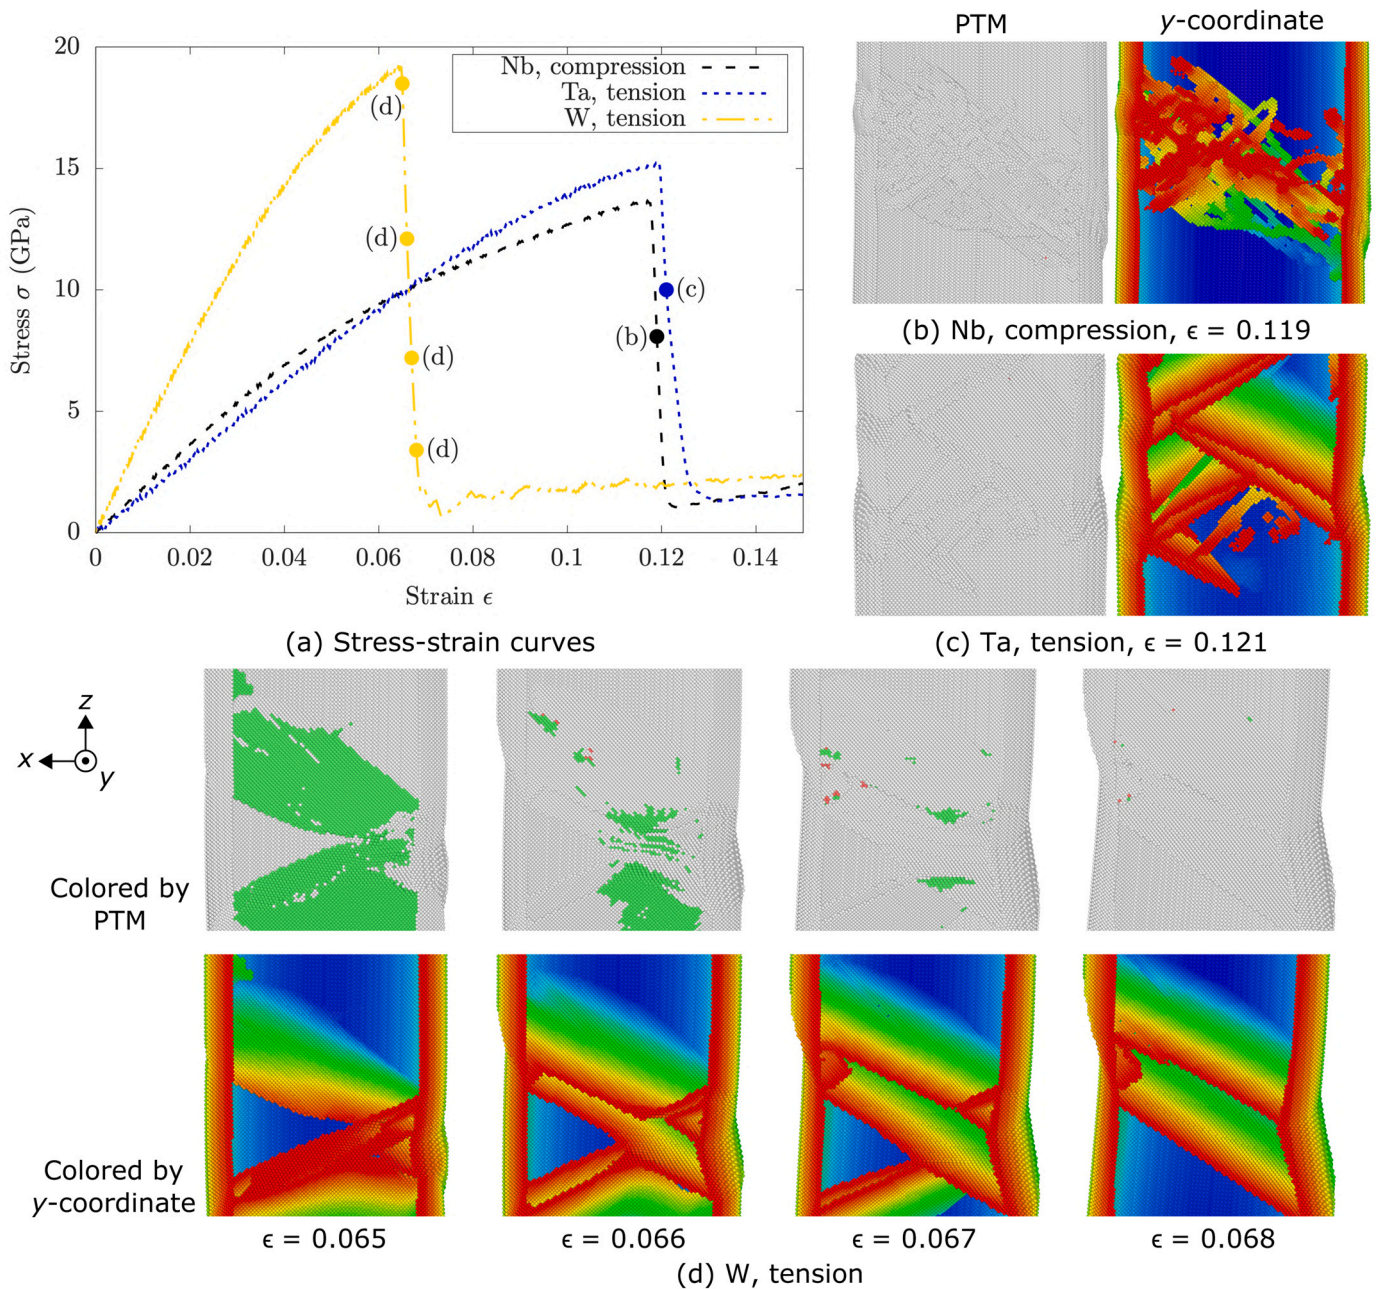 PTM
y-coordinate
20
15
10
5
0
Stress σ (GPa)
0
0.02
0.04
0.06
0.08
0.1
0.12
0.14
Strain ϵ
Nb, compression
Ta, tension
W, tension
(d)
(d)
(d)
(d)
(c)
(b)
(a) Stress-strain curves
(b) Nb, compression, ϵ = 0.119
(c) Ta, tension, ϵ = 0.121
z
x
y
Colored by
PTM
Colored by
y-coordinate
ϵ = 0.065
ϵ = 0.066
ϵ = 0.067
ϵ = 0.068
(d) W, tension